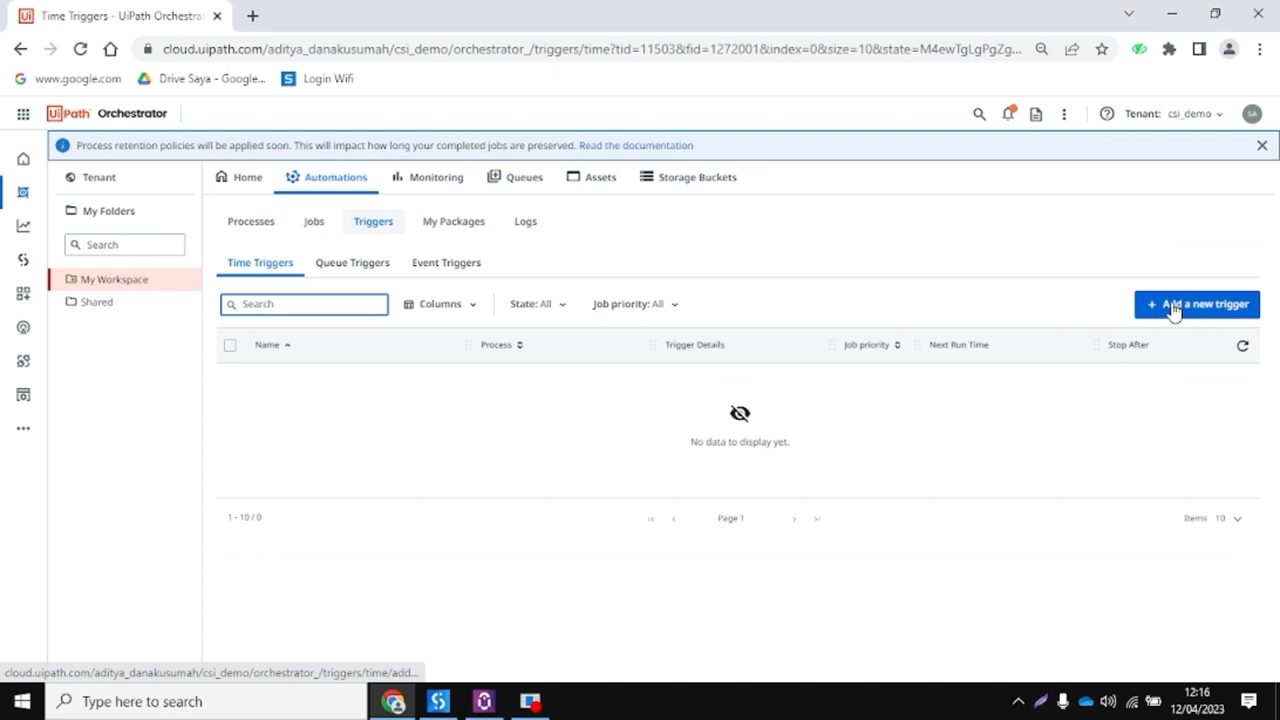 Time Triggers - UiPath Orchestra
cloud.uipath.com/aditya_danakusumah/csi_demo/orchestrator_/triggers/time?tid=11503&fid=1272001&index=0&size=10&state=M4ewTgLgPgZg...
www.google.com
Drive Saya - Google...
S
Login Wifi
UiPath Orchestrator
Tenant: csi_demo
SA
Process retention policies will be applied soon. This will impact how long your completed jobs are preserved. Read the documentation
Tenant
Home
Automations
Monitoring
Queues
Assets
Storage Buckets
My Folders
Processes
Jobs
Triggers
My Packages
Logs
Search
My Workspace
Shared
Time Triggers
Queue Triggers
Event Triggers
Search
Columns
State: All
Job priority: All
+ Add a new trigger
Name
Process
Trigger Details
Job priority
Next Run Time
Stop After
No data to display yet.
1 - 10 / 0
Page 1
Items 10
cloud.uipath.com/aditya_danakusumah/csi_demo/orchestrator_/triggers/time/add...
Type here to search
12:16
12/04/2023